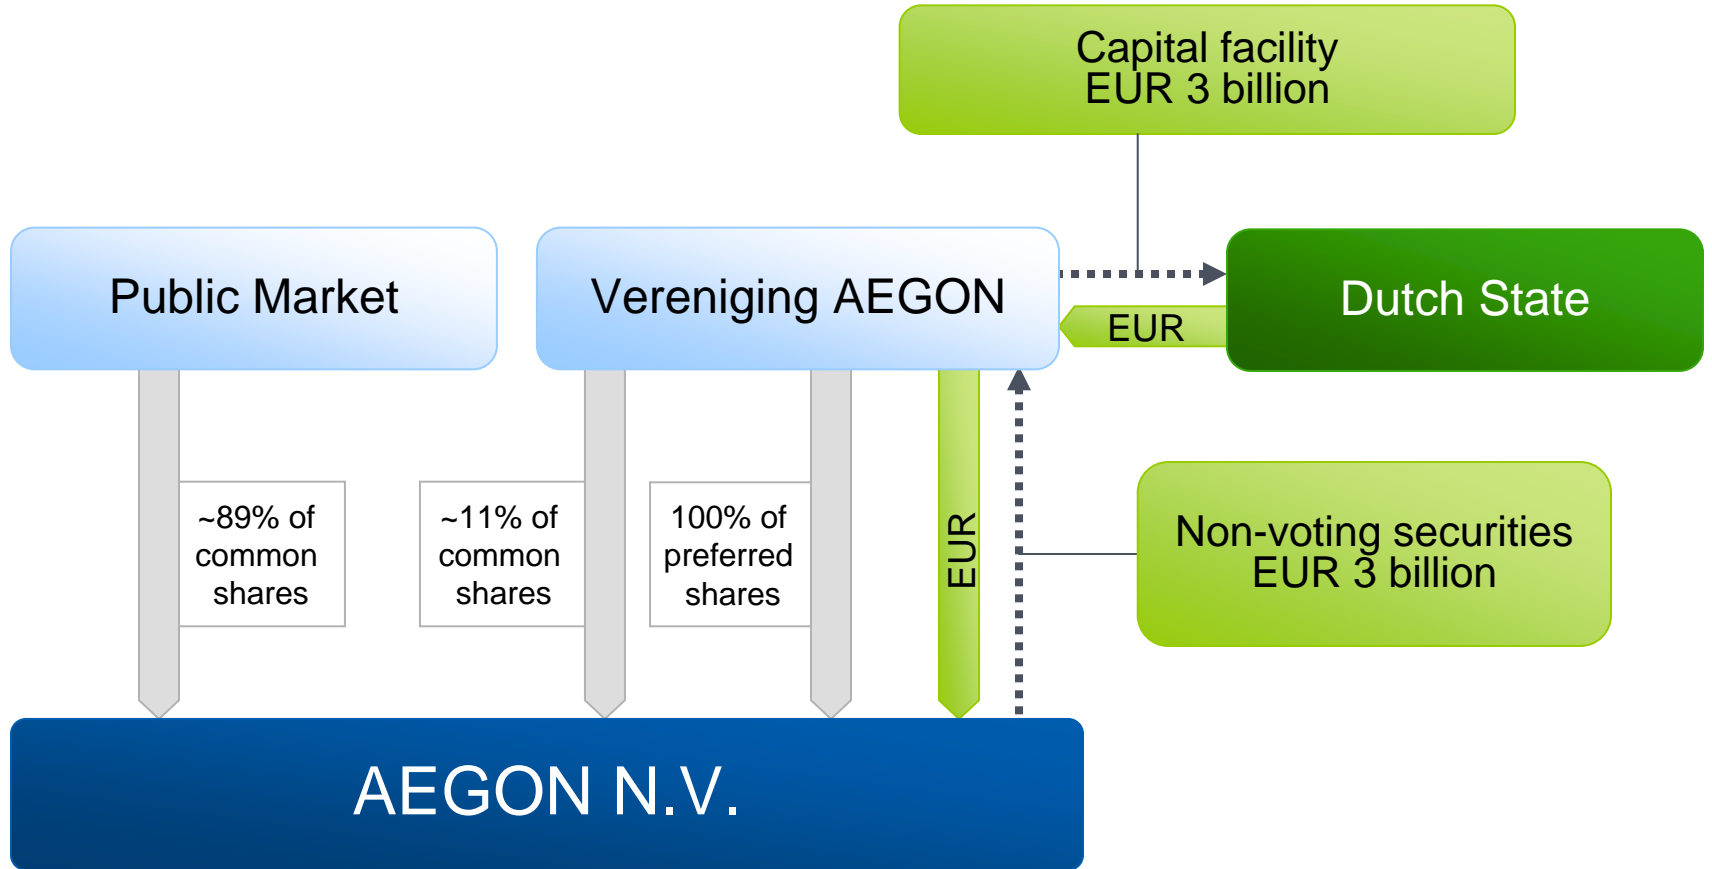 Capital facility
EUR 3 billion
Public Market
Vereniging AEGON
Dutch State
EUR
~89% of
common
shares
~11% of
common
shares
100% of
preferred
shares
EUR
Non-voting securities
EUR 3 billion
AEGON N.V.